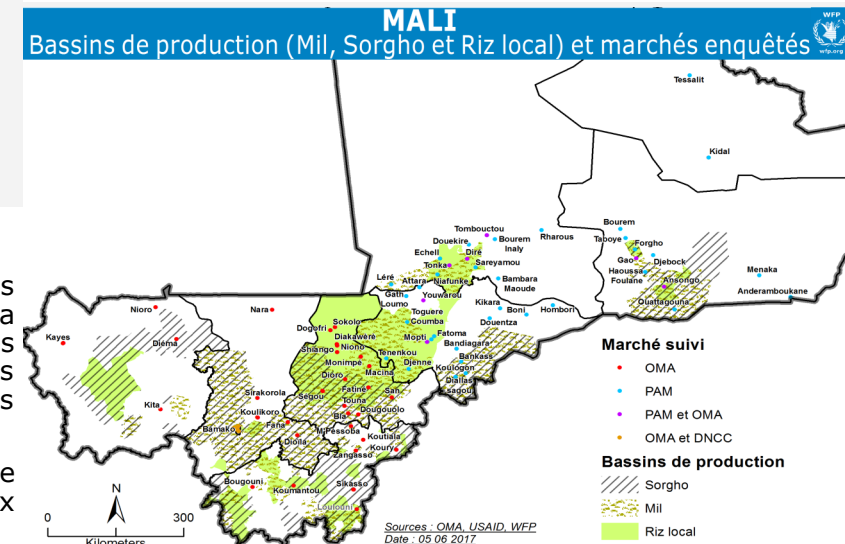 MALI
Bassins de production (Mil, Sorgho et Riz local) et marchés enquêtés
WFP
wfp.org
Tessalit
Kidal
Bourem
Taboye
Forgho
Gao
Djebock
Haoussa
Foulane
Ansongo
Ouattagouna
Menaka
Anderamboukane
Tombouctou
Douekire
Bourem
Inaly
Rharous
Echell
Diré
Tonka
Sareyamou
Léré
Attara
Niafunke
Bambara
Maoude
Gath
Loumo
Youwarou
Kikara
Boni
Hombori
Toguere
Coumba
Douentza
Mopti
Fatoma
Bandiagara
Tenenkou
Bankass
Djenne
Koulogon
Diallas
sagou
Nioro
Nara
Sokolo
Dogofri
Diakawèrè
Kayes
Diéma
Shiango
Niono
Monimpé
Macina
Dioro
Sirakorola
Ségou
Fatiné
San
Kita
Touna
Koulikoro
Bla
Dougouolo
Bamako
Fana
M'Pessoba
Dioila
Koutiala
Zangasso
Koury
Bougouni
Koumantou
Sikasso
Loulouni
Marché suivi
OMA
PAM
PAM et OMA
OMA et DNCC
Bassins de production
Sorgho
Mil
Riz local
N
0 300
Kilometers
Sources : OMA, USAID, WFP
Date : 05 06 2017
s
a
s
s
s
e
x